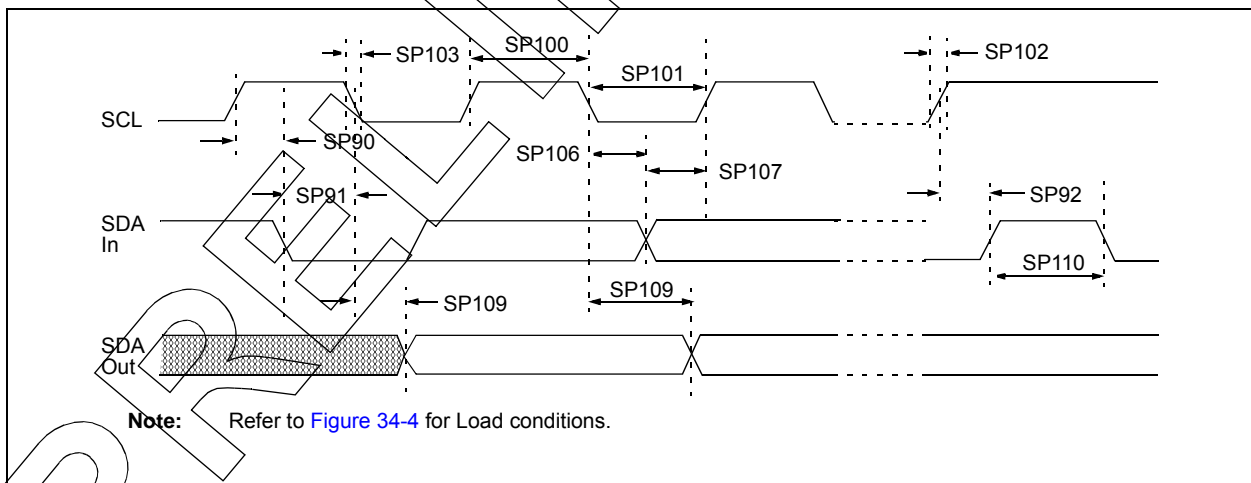 SP103
SP100
SP101
SP102
SCL
SP90
SP106
SP107
SP91
SP92
SDA
In
SP110
SP109
SP109
SDA
Out
Note: Refer to Figure 34-4 for Load conditions.